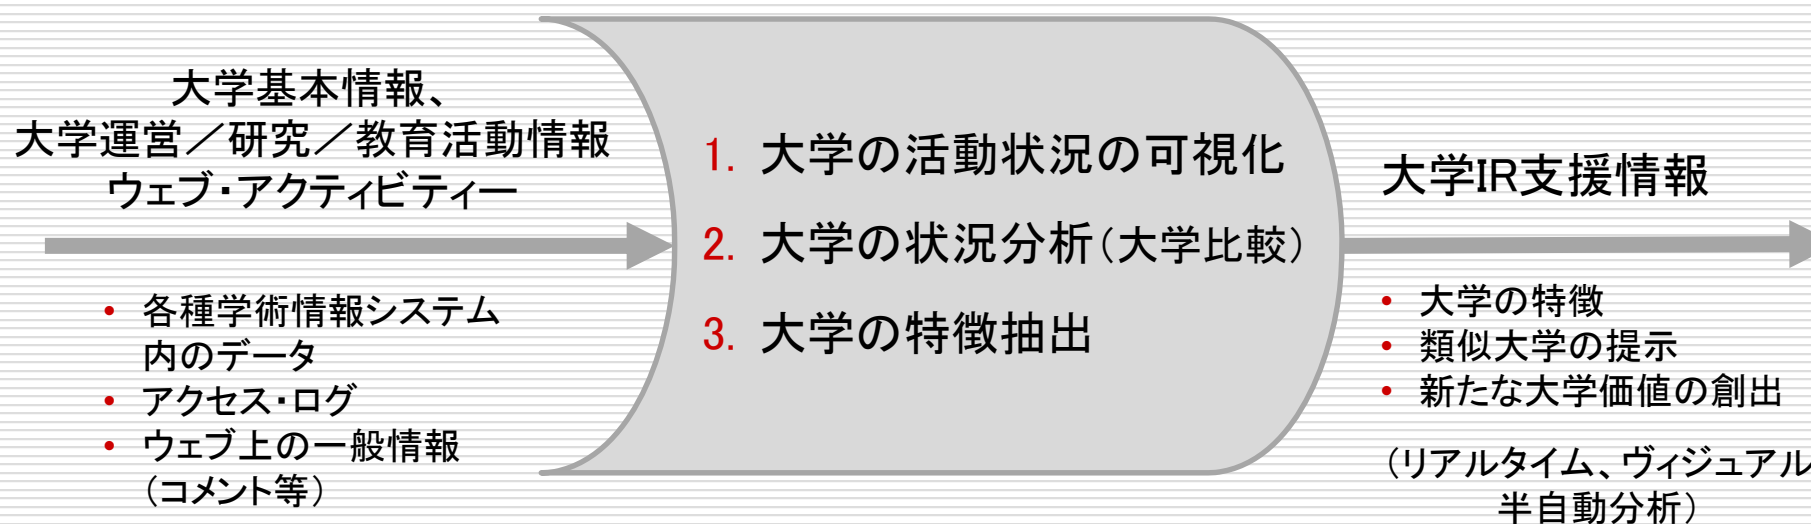 大学基本情報、
大学運営／研究／教育活動情報
ウェブ・アクティビティー
• 各種学術情報システム
内のデータ
• アクセス・ログ
• ウェブ上の一般情報
（コメント等）
1. 大学の活動状況の可視化
2. 大学の状況分析（大学比較）
3. 大学の特徴抽出
大学IR支援情報
• 大学の特徴
• 類似大学の提示
• 新たな大学価値の創出
（リアルタイム、ヴィジュアル
半自動分析）